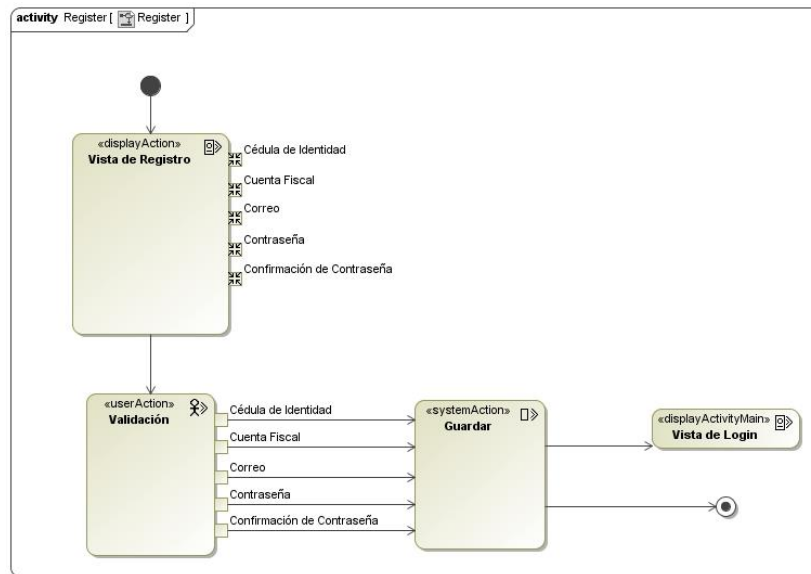 activity Register [ Register ]
«displayAction»
Vista de Registro
Cédula de Identidad
Cuenta Fiscal
Correo
Contraseña
Confirmación de Contraseña
«userAction»
Validación
Cédula de Identidad
Cuenta Fiscal
Correo
Contraseña
Confirmación de Contraseña
«systemAction»
Guardar
«displayActivityMain»
Vista de Login